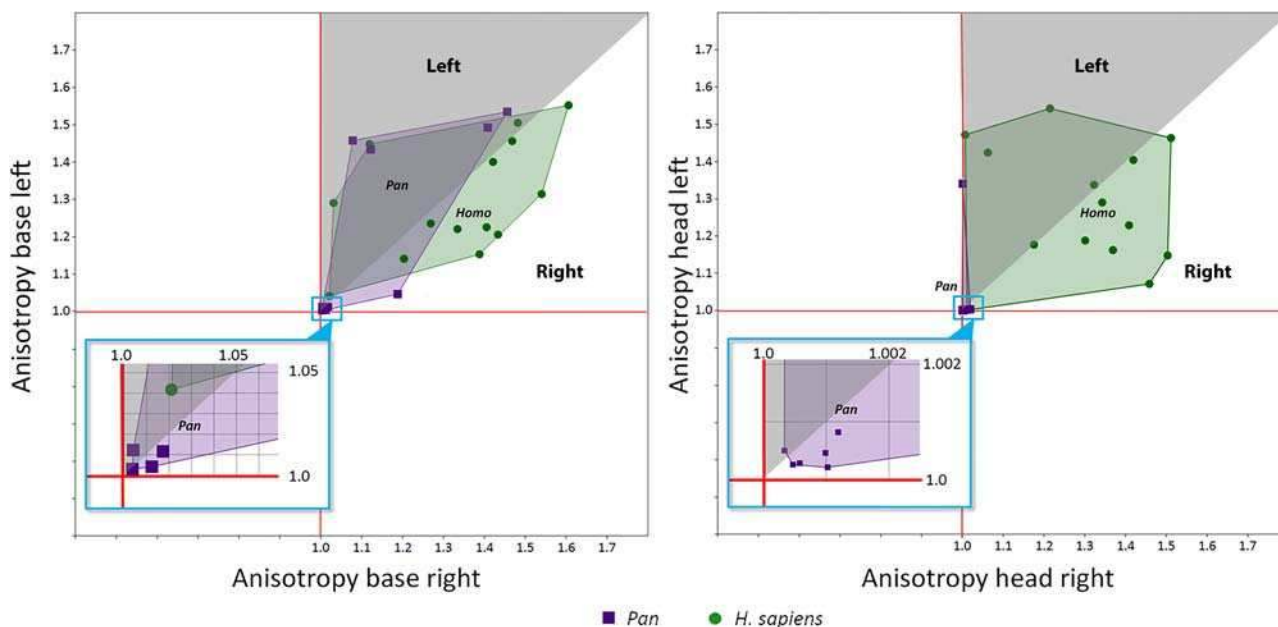 1.7
1.6
1.5
1.4
1.3
1.2
1.1
1.0
Anisotropy base left
Left
Pan
Homo
Right
1.0 1.05
1.05
Pan
1.0
1.0 1.1 1.2 1.3 1.4 1.5 1.6 1.7
Anisotropy base right
1.7
1.6
1.5
1.4
1.3
1.2
1.1
1.0
Anisotropy head left
Left
Homo
Right
Pan
1.0 1.002
1.002
Pan
1.0
1.0 1.1 1.2 1.3 1.4 1.5 1.6 1.7
Anisotropy head right
Pan H. sapiens